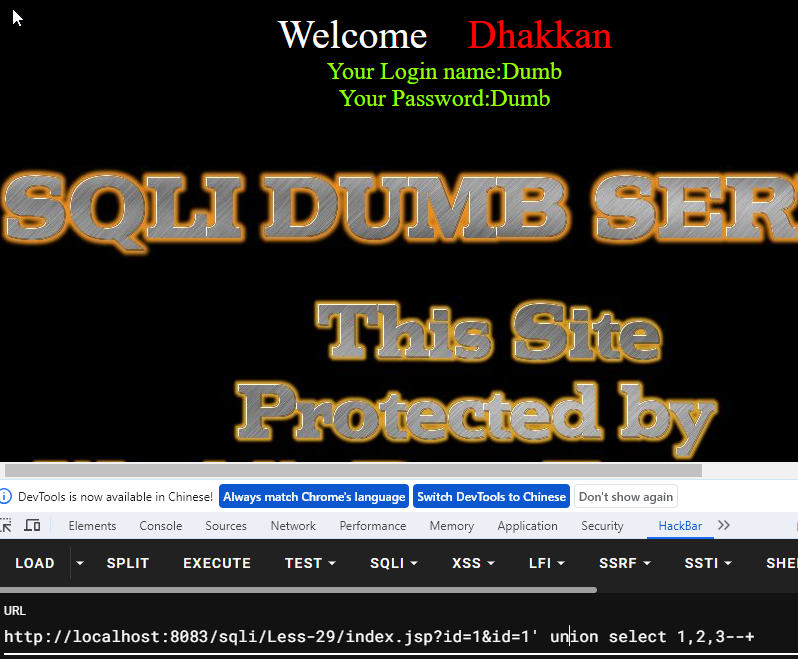 Welcome Dhakkan
Your Login name:Dumb
Your Password:Dumb
SQLI DUMB SER
This Site
Protected by
DevTools is now available in Chinese! Always match Chrome's language Switch DevTools to Chinese Don't show again
Elements Console Sources Network Performance Memory Application Security HackBar
LOAD SPLIT EXECUTE TEST SQLI XSS LFI SSRF SSTI SHE
URL
http://localhost:8083/sqli/Less-29/index.jsp?id=1&id=1' union select 1,2,3--+